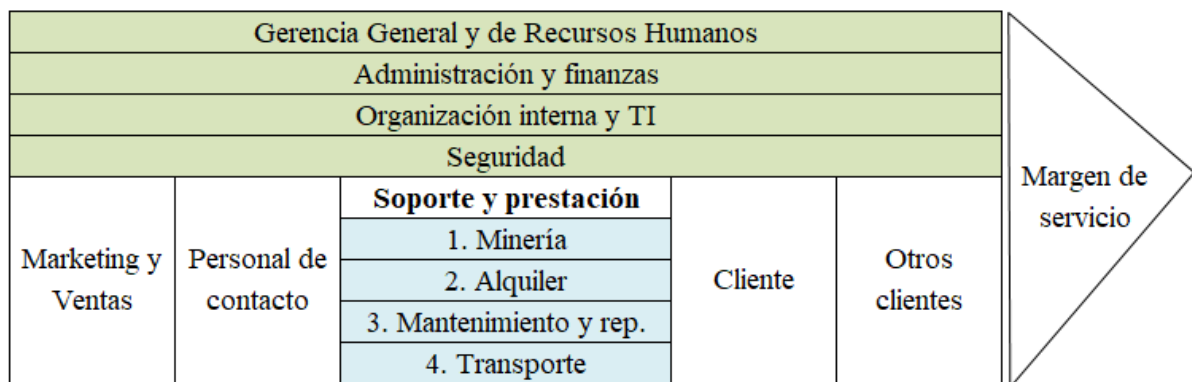 Gerencia General y de Recursos Humanos
Administración y finanzas
Organización interna y TI
Seguridad
Marketing y
Ventas
Personal de
contacto
Soporte y prestación
1. Minería
2. Alquiler
3. Mantenimiento y rep.
4. Transporte
Cliente
Otros
clientes
Margen de
servicio